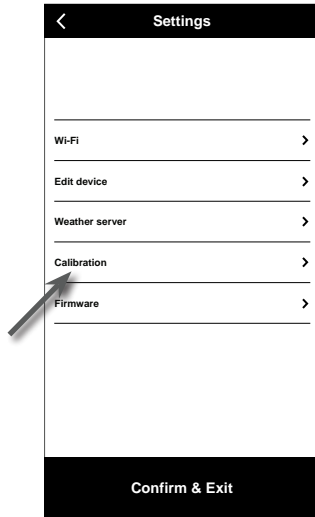 Settings
Wi-Fi
Edit device
Weather server
Calibration
Firmware
Confirm & Exit